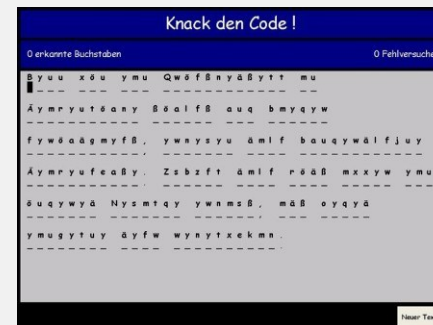 Knack den Code !
0 erkannte Buchstaben 0 Fehlversuche
Byuu xöu ymu Qwöfßnyäßytt mu
Äymryutöany ßöalfß auq bmyqyw
fywöaägmyfß, ywnysyu ämlf bauqywälfjuy
Äymryufeaßy. Zsbzft ämlf röäß mxxyw ymu
öuqywyä Nysmtqy ywnmsß, mäß oyqyä
ymugytuy äyfw wynytxekmn.
Neuer Tex